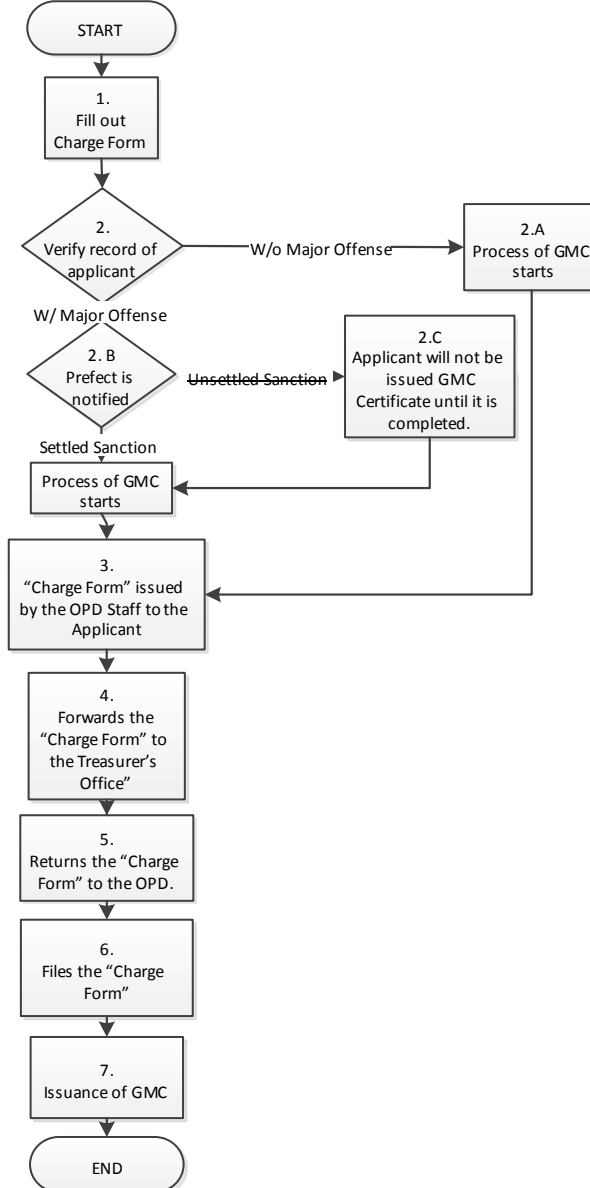 START
1.
Fill out
Charge Form
2.
Verify record of
applicant
W/o Major Offense
2.A
Process of GMC
starts
W/ Major Offense
2. B
Prefect is
notified
Unsettled Sanction
2.C
Applicant will not be
issued GMC
Certificate until it is
completed.
Settled Sanction
Process of GMC
starts
3.
“Charge Form” issued
by the OPD Staff to the
Applicant
4.
Forwards the
“Charge Form” to
the Treasurer’s
Office”
5.
Returns the “Charge
Form” to the OPD.
6.
Files the “Charge
Form”
7.
Issuance of GMC
END